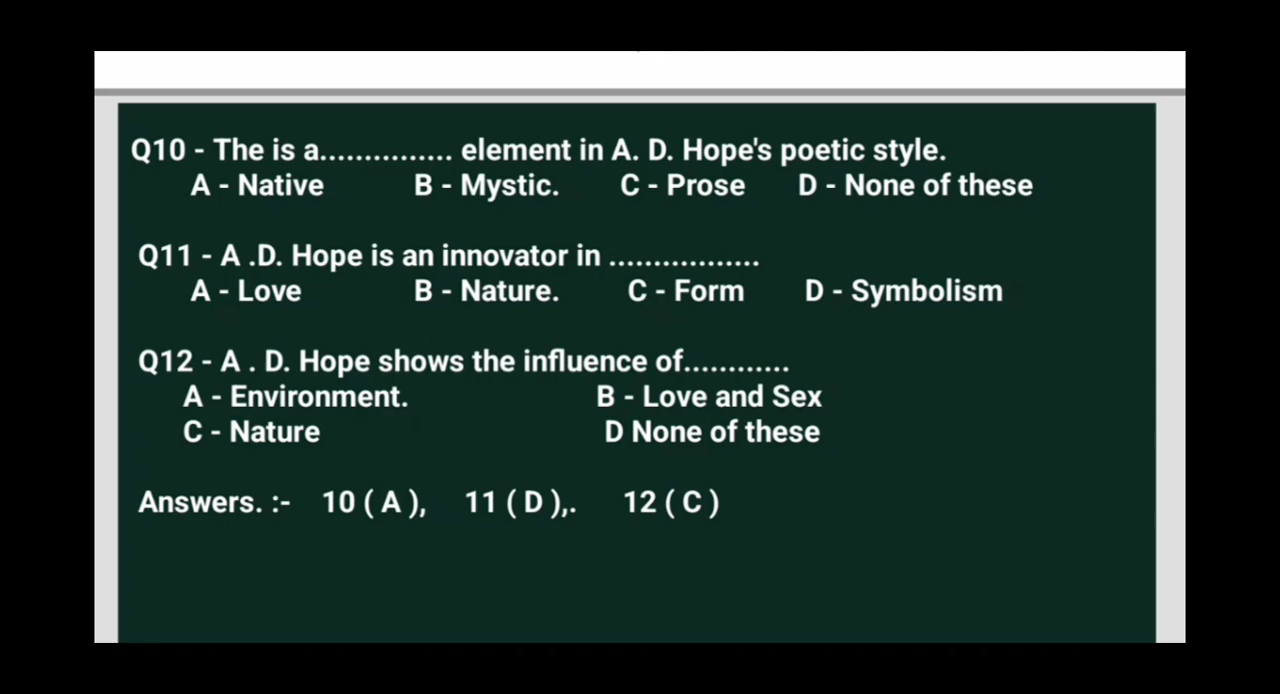 Q10 - The is a............... element in A. D. Hope's poetic style.
A - Native B - Mystic. C - Prose D - None of these
Q11 - A .D. Hope is an innovator in .................
A - Love B - Nature. C - Form D - Symbolism
Q12 - A . D. Hope shows the influence of............
A - Environment. B - Love and Sex
C - Nature D None of these
Answers. :- 10 ( A ), 11 ( D ),. 12 ( C )